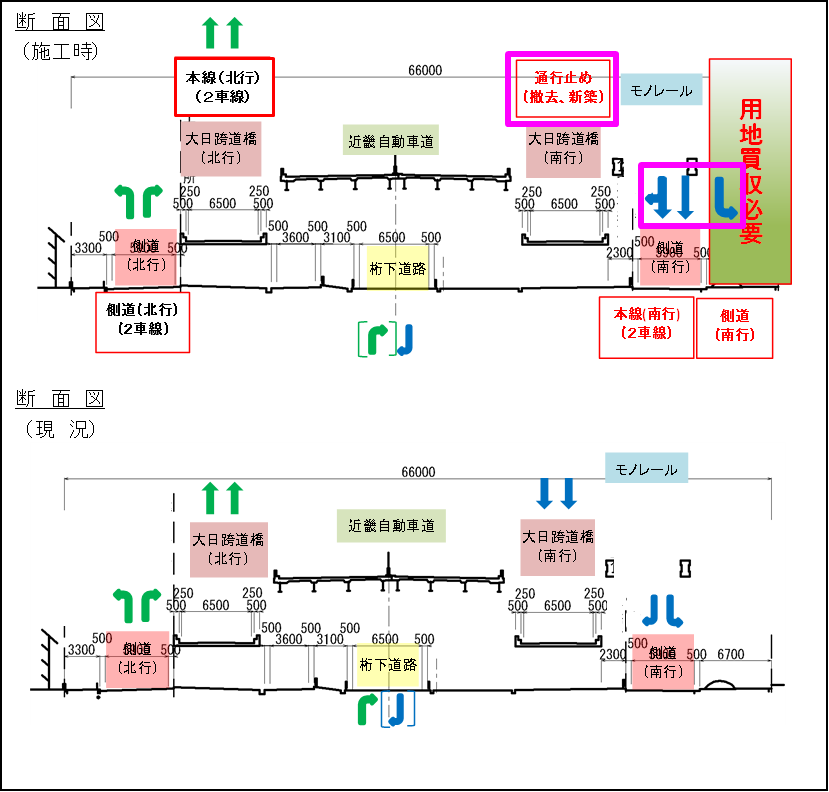 断 面 図
(施工時)
66000
本線(北行)
(2車線)
通行止め
(撤去、新築)
モノレール
用地買収必要
大日跨道橋
(北行)
近畿自動車道
大日跨道橋
(南行)
所
250 250
500 6500 500
250 250
500 6500 500
500 500
3300 500
側道
(北行)
3600 3100 6500 500
桁下道路
2300 500 3900 500
側道
(南行)
側道(北行)
(2車線)
本線(南行)
(2車線)
側道
(南行)
断 面 図
(現 況)
66000
モノレール
大日跨道橋
(北行)
近畿自動車道
大日跨道橋
(南行)
250 250
500 6500 500
250 250
500 6500 500
500 500
3300 500
側道
(北行)
3600 3100 6500 500
桁下道路
2300 500 500 6700
側道
(南行)